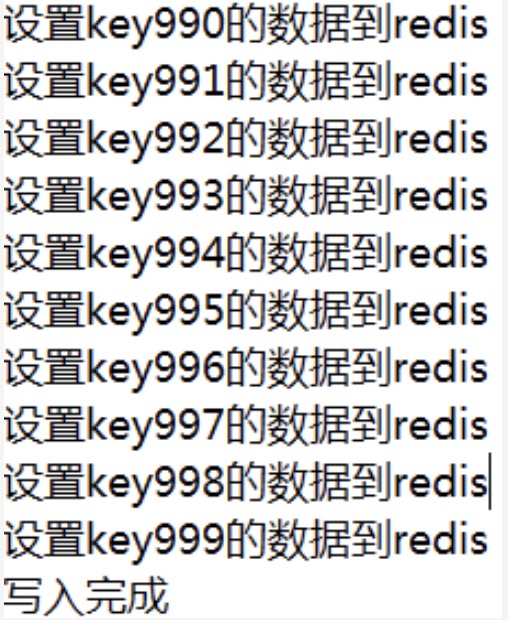 设置key990的数据到redis
设置key991的数据到redis
设置key992的数据到redis
设置key993的数据到redis
设置key994的数据到redis
设置key995的数据到redis
设置key996的数据到redis
设置key997的数据到redis
设置key998的数据到redis
设置key999的数据到redis
写入完成